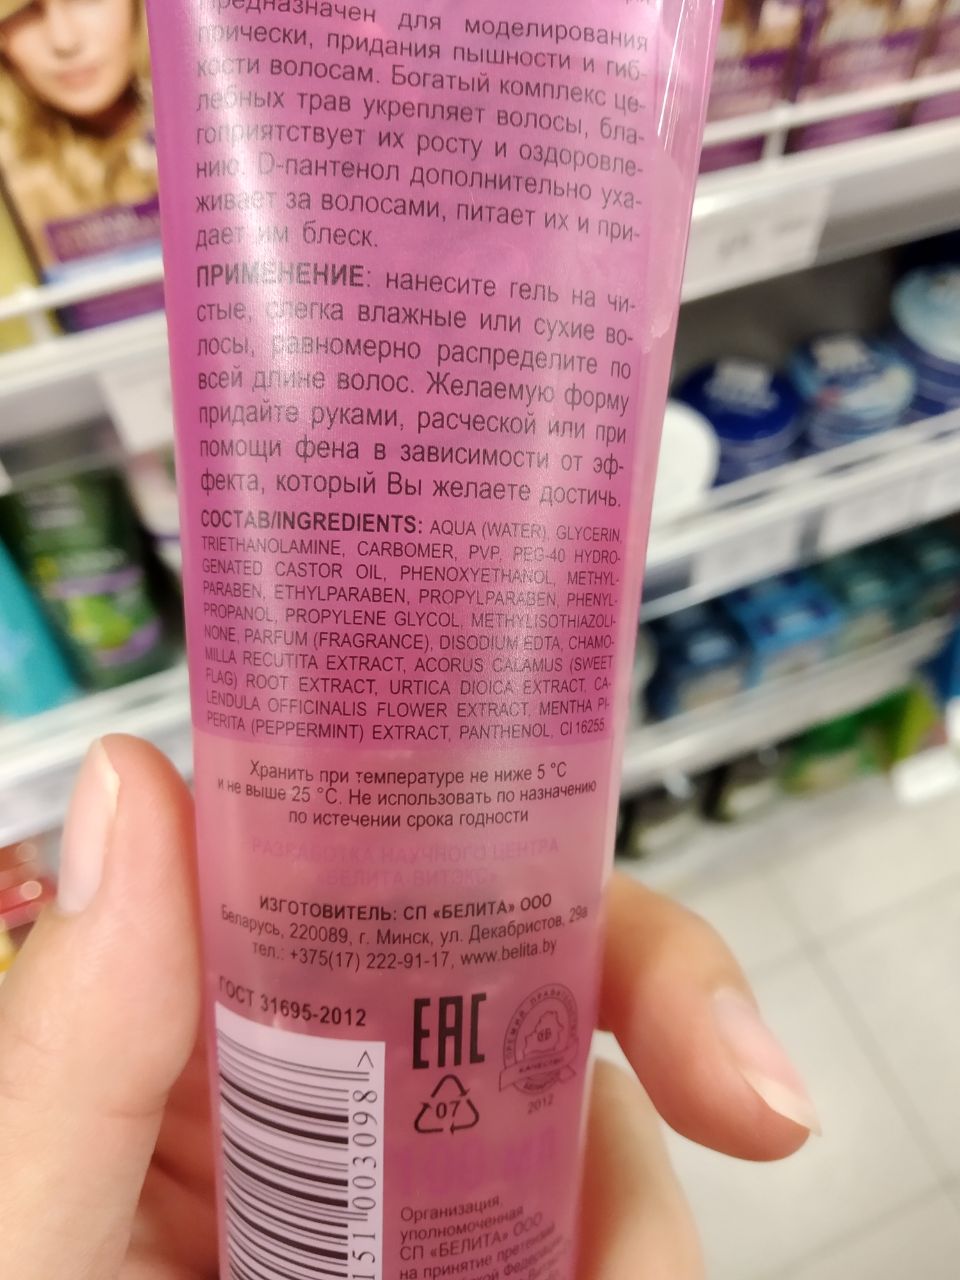 предназначен для моделирования
прически, придания пышности и гиб-
кости волосам. Богатый комплекс це-
лебных трав укрепляет волосы, бла-
гоприятствует их росту и оздоровле-
нию. D-пантенол дополнительно уха-
живает за волосами, питает их и при-
дает им блеск.
ПРИМЕНЕНИЕ: нанесите гель на чи-
стые, слегка влажные или сухие во-
лосы, равномерно распределите по
всей длине волос. Желаемую форму
придайте руками, расческой или при
помощи фена в зависимости от эф-
фекта, который Вы желаете достичь.
СОСТАВ/INGREDIENTS: AQUA (WATER), GLYCERIN,
TRIETHANOLAMINE, CARBOMER, PVP, PEG-40 HYDRO-
GENATED CASTOR OIL, PHENOXYETHANOL, METHYL-
PARABEN, ETHYLPARABEN, PROPYLPARABEN, PHENYL-
PROPANOL, PROPYLENE GLYCOL, METHYLISOTHIAZOLI-
NONE, PARFUM (FRAGRANCE), DISODIUM EDTA, CHAMO-
MILLA RECUTITA EXTRACT, ACORUS CALAMUS (SWEET
FLAG) ROOT EXTRACT, URTICA DIOICA EXTRACT, CA-
LENDULA OFFICINALIS FLOWER EXTRACT, MENTHA PI-
PERITA (PEPPERMINT) EXTRACT, PANTHENOL, CI 16255.
Хранить при температуре не ниже 5 °С
и не выше 25 °С. Не использовать по назначению
по истечении срока годности
РАЗРАБОТКА НАУЧНОГО ЦЕНТРА
«БЕЛИТА-ВИТЭКС»
ИЗГОТОВИТЕЛЬ: СП «БЕЛИТА» ООО
Беларусь, 220089, г. Минск, ул. Декабристов, 29а
тел.: +375(17) 222-91-17, www.belita.by
ГОСТ 31695-2012
EAC
ПРЕМИЯ ПРАВИТЕЛЬСТВА
КАЧЕСТВО
2012
07
151 003098 >
Организация,
уполномоченная
СП «БЕЛИТА» ООО
на принятие претензий